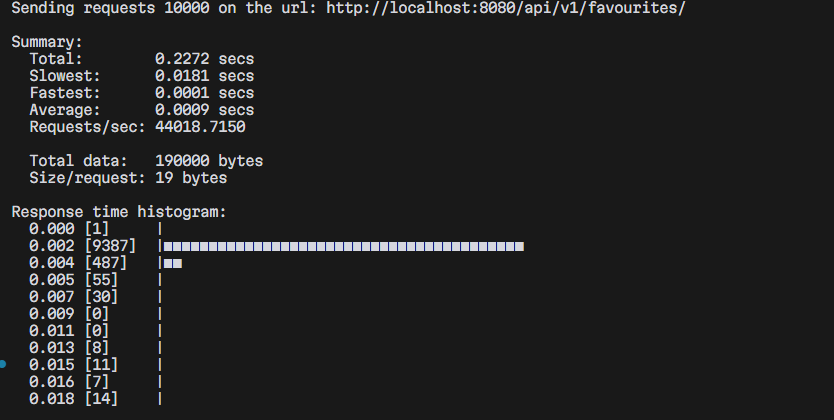 Sending requests 10000 on the url: http://localhost:8080/api/v1/favourites/
Summary:
Total: 0.2272 secs
Slowest: 0.0181 secs
Fastest: 0.0001 secs
Average: 0.0009 secs
Requests/sec: 44018.7150
Total data: 190000 bytes
Size/request: 19 bytes
Response time histogram:
0.000 [1] |
0.002 [9387] |■■■■■■■■■■■■■■■■■■■■■■■■■■■■■■■■■■■■■■■■
0.004 [487] |■■
0.005 [55] |
0.007 [30] |
0.009 [0] |
0.011 [0] |
0.013 [8] |
0.015 [11] |
0.016 [7] |
0.018 [14] |